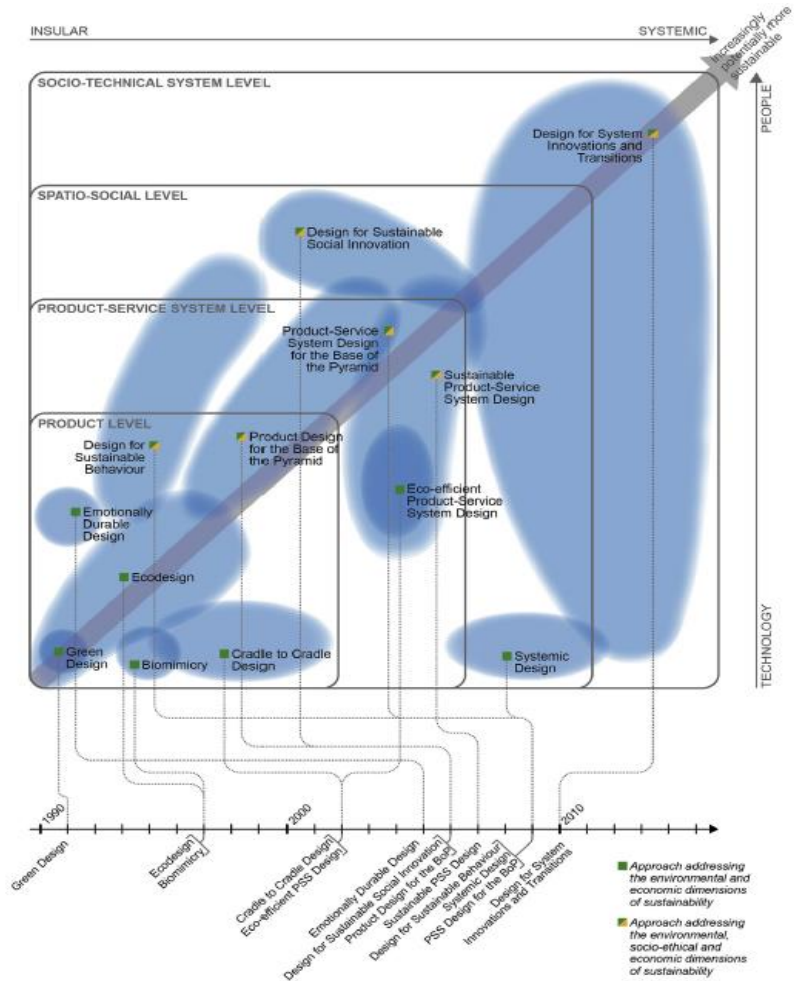 INSULAR
SYSTEMIC
Increasingly
potentially more
sustainable
SOCIO-TECHNICAL SYSTEM LEVEL
PEOPLE
Design for System
Innovations and
Transitions
SPATIO-SOCIAL LEVEL
Design for Sustainable
Social Innovation
PRODUCT-SERVICE SYSTEM LEVEL
Product-Service
System Design
for the Base of
the Pyramid
Sustainable
Product-Service
System Design
PRODUCT LEVEL
Design for
Sustainable
Behaviour
Product Design
for the Base of
the Pyramid
Eco-efficient
Product-Service
System Design
Emotionally
Durable
Design
Ecodesign
Green
Design
Biomimicry
Cradle to Cradle
Design
Systemic
Design
TECHNOLOGY
1990
2000
2010
Green Design
Ecodesign
Biomimicry
Cradle to Cradle Design
Eco-efficient PSS Design
Emotionally Durable Design
Design for Sustainable Social Innovation
Product Design for the BoP
Sustainable PSS Design
Design for Sustainable Behaviour
Systemic Design
PSS Design for the BoP
Design for System
Innovations and Transitions
Approach addressing
the environmental and
economic dimensions
of sustainability
Approach addressing
the environmental,
socio-ethical and
economic dimensions
of sustainability